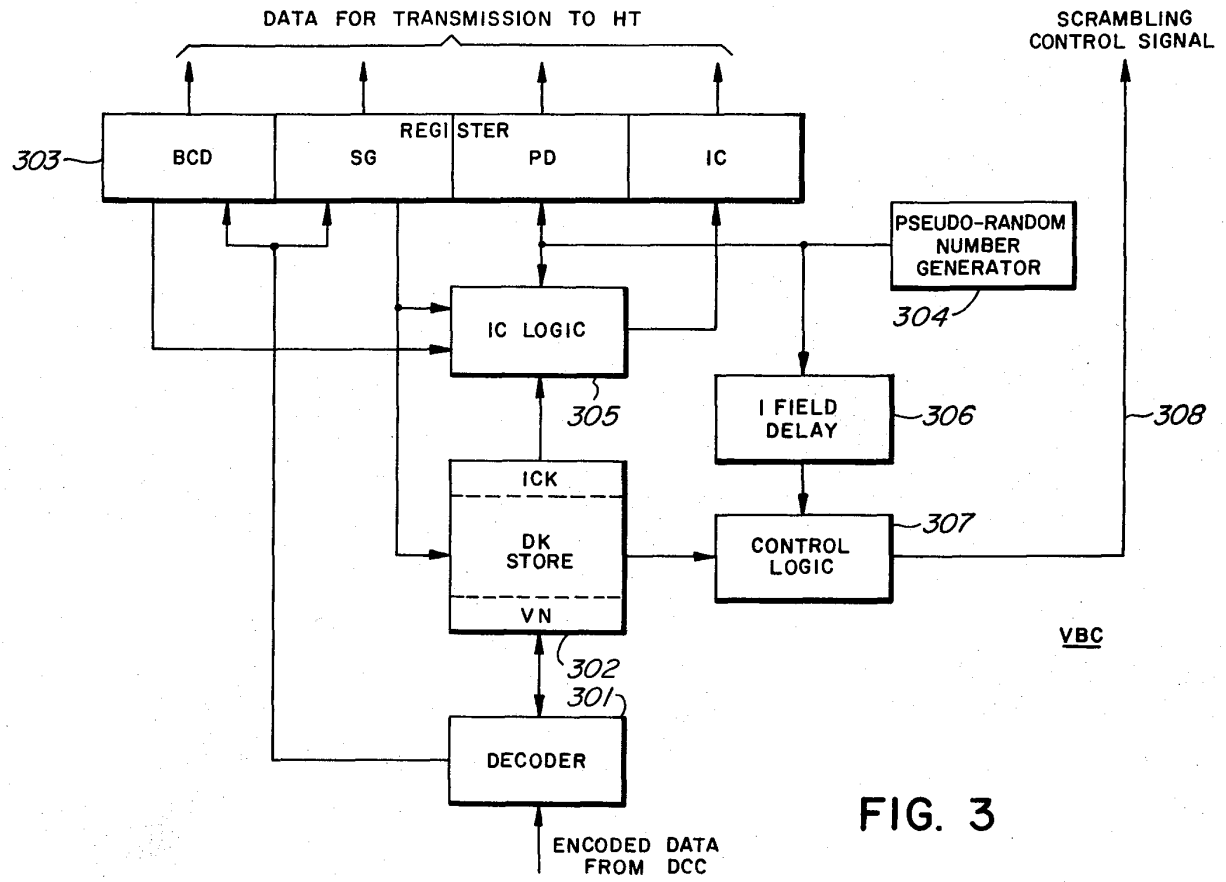 DATA FOR TRANSMISSION TO HT
SCRAMBLING
CONTROL SIGNAL
REGISTER
303
BCD
SG
PD
IC
PSEUDO-RANDOM
NUMBER
GENERATOR
304
IC LOGIC
305
1 FIELD
DELAY
306
308
ICK
DK
STORE
VN
302
CONTROL
LOGIC
307
VBC
301
DECODER
ENCODED DATA
FROM DCC
FIG. 3